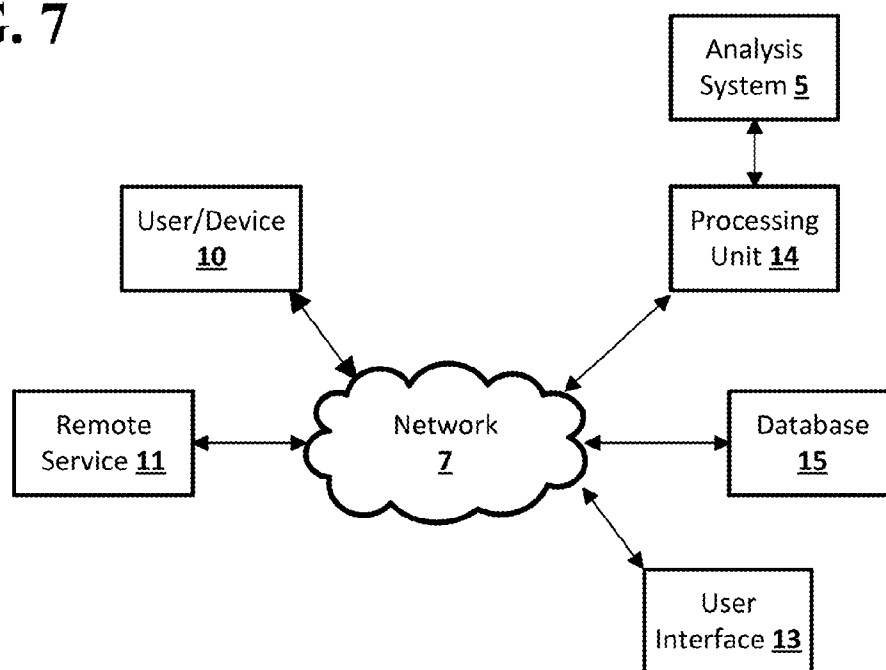 G. 7
Analysis
System 5
User/Device
10
Processing
Unit 14
Remote
Service 11
Network
7
Database
15
User
Interface 13